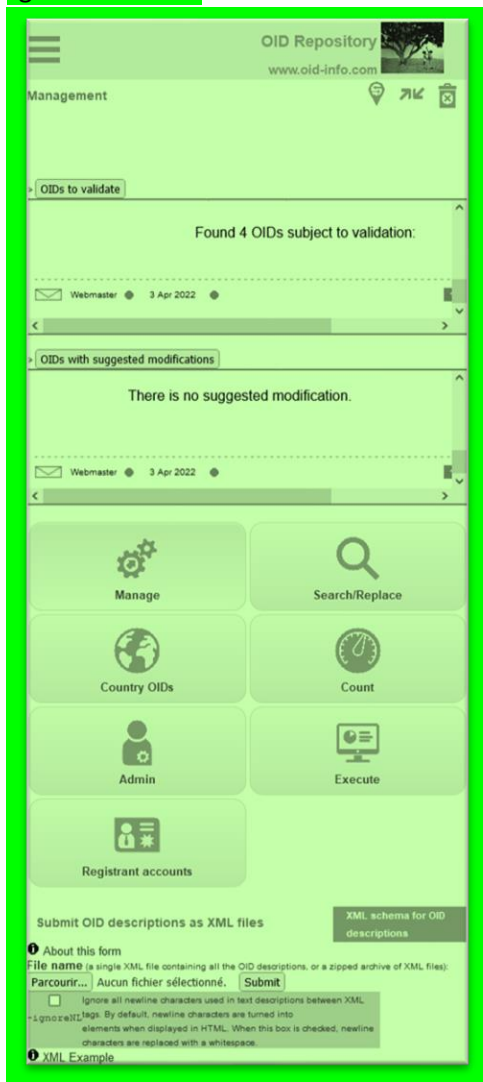 OID Repository
www.oid-info.com
Management
> OIDs to validate
Found 4 OIDs subject to validation:
Webmaster ● 3 Apr 2022 ●
> OIDs with suggested modifications
There is no suggested modification.
Webmaster ● 3 Apr 2022 ●
Manage
Search/Replace
Country OIDs
Count
Admin
Execute
Registrant accounts
Submit OID descriptions as XML files
XML schema for OID
descriptions
About this form
File name (a single XML file containing all the OID descriptions, or a zipped archive of XML files):
Parcourir... Aucun fichier sélectionné. Submit
Ignore all newline characters used in text descriptions between XML
-ignoreNL tags. By default, newline characters are turned into
elements when displayed in HTML. When this box is checked, newline
characters are replaced with a whitespace.
XML Example